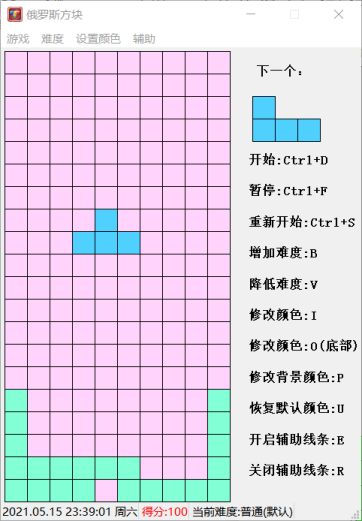 俄罗斯方块
游戏 难度 设置颜色 辅助
下一个:
开始:Ctrl+D
暂停:Ctrl+F
重新开始:Ctrl+S
增加难度:B
降低难度:V
修改颜色:I
修改颜色:O(底部)
修改背景颜色:P
恢复默认颜色:U
开启辅助线条:E
关闭辅助线条:R
2021.05.15 23:39:01 周六 得分:100 当前难度:普通(默认)